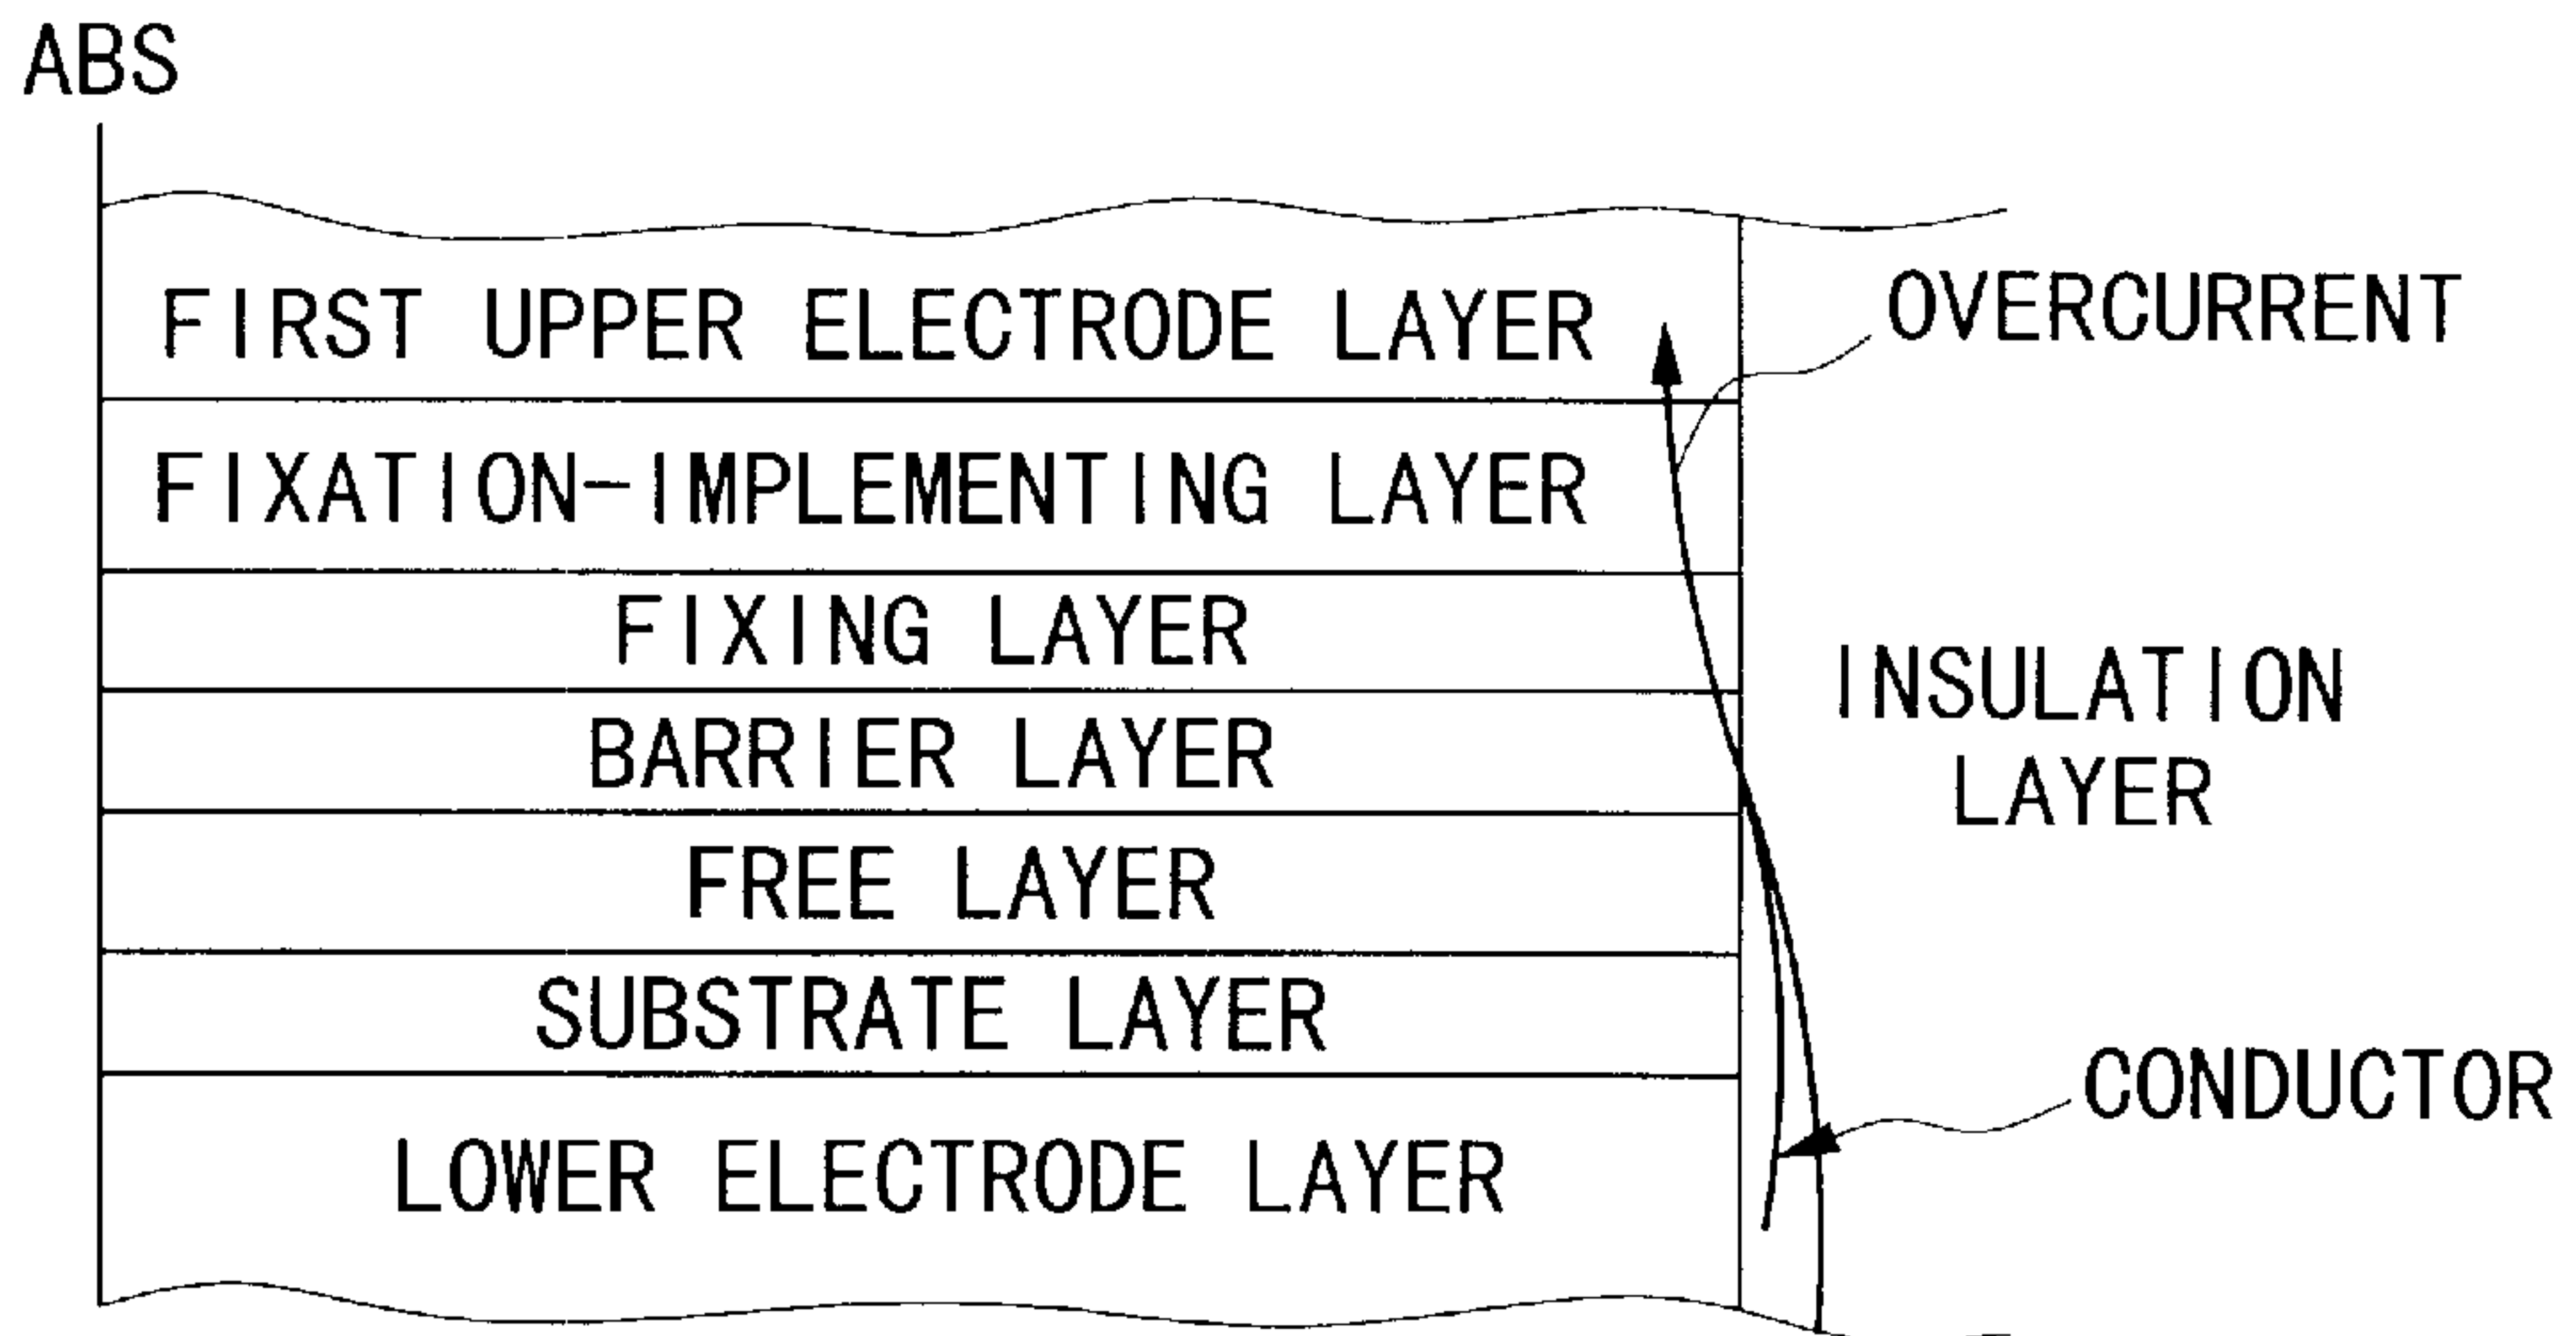 ABS
FIRST UPPER ELECTRODE LAYER
OVERCURRENT
FIXATION-IMPLEMENTING LAYER
FIXING LAYER
INSULATION
LAYER
BARRIER LAYER
FREE LAYER
SUBSTRATE LAYER
CONDUCTOR
LOWER ELECTRODE LAYER